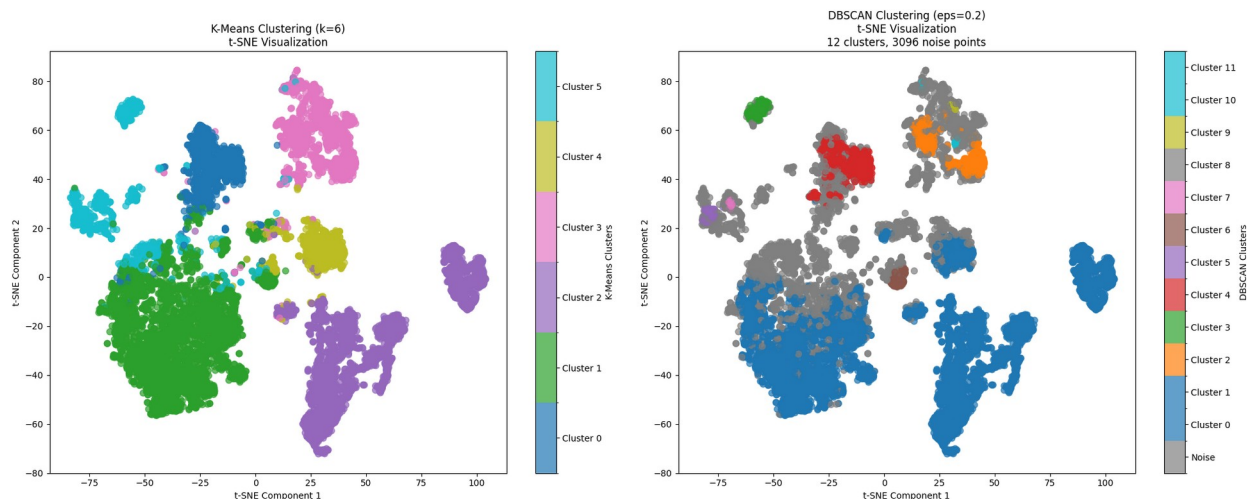 K-Means Clustering (k=6)
t-SNE Visualization
80
60
40
20
0
−20
−40
−60
−80
t-SNE Component 2
−75
−50
−25
0
25
50
75
100
t-SNE Component 1
Cluster 5
Cluster 4
Cluster 3
Cluster 2
Cluster 1
Cluster 0
K-Means Clusters
DBSCAN Clustering (eps=0.2)
t-SNE Visualization
12 clusters, 3096 noise points
80
60
40
20
0
−20
−40
−60
−80
t-SNE Component 2
−75
−50
−25
0
25
50
75
100
t-SNE Component 1
Cluster 11
Cluster 10
Cluster 9
Cluster 8
Cluster 7
Cluster 6
Cluster 5
Cluster 4
Cluster 3
Cluster 2
Cluster 1
Cluster 0
Noise
DBSCAN Clusters